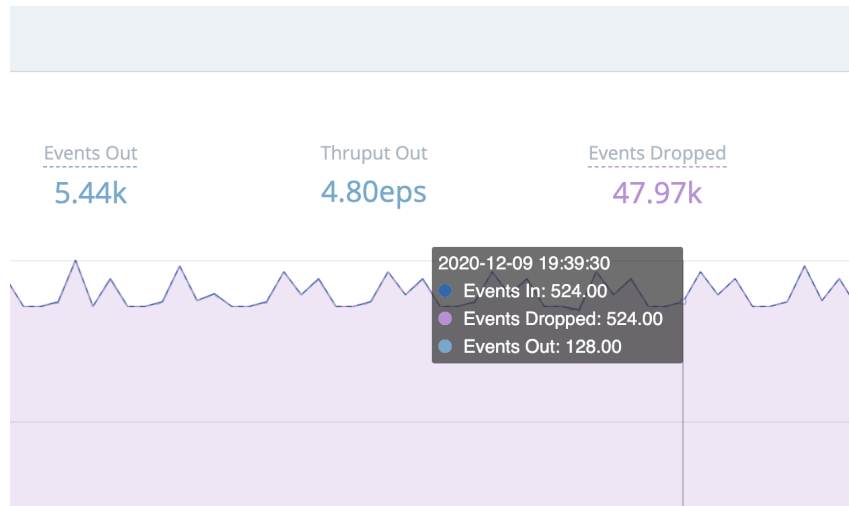 Events Out
5.44k
Thruput Out
4.80eps
Events Dropped
47.97k
2020-12-09 19:39:30
Events In: 524.00
Events Dropped: 524.00
Events Out: 128.00